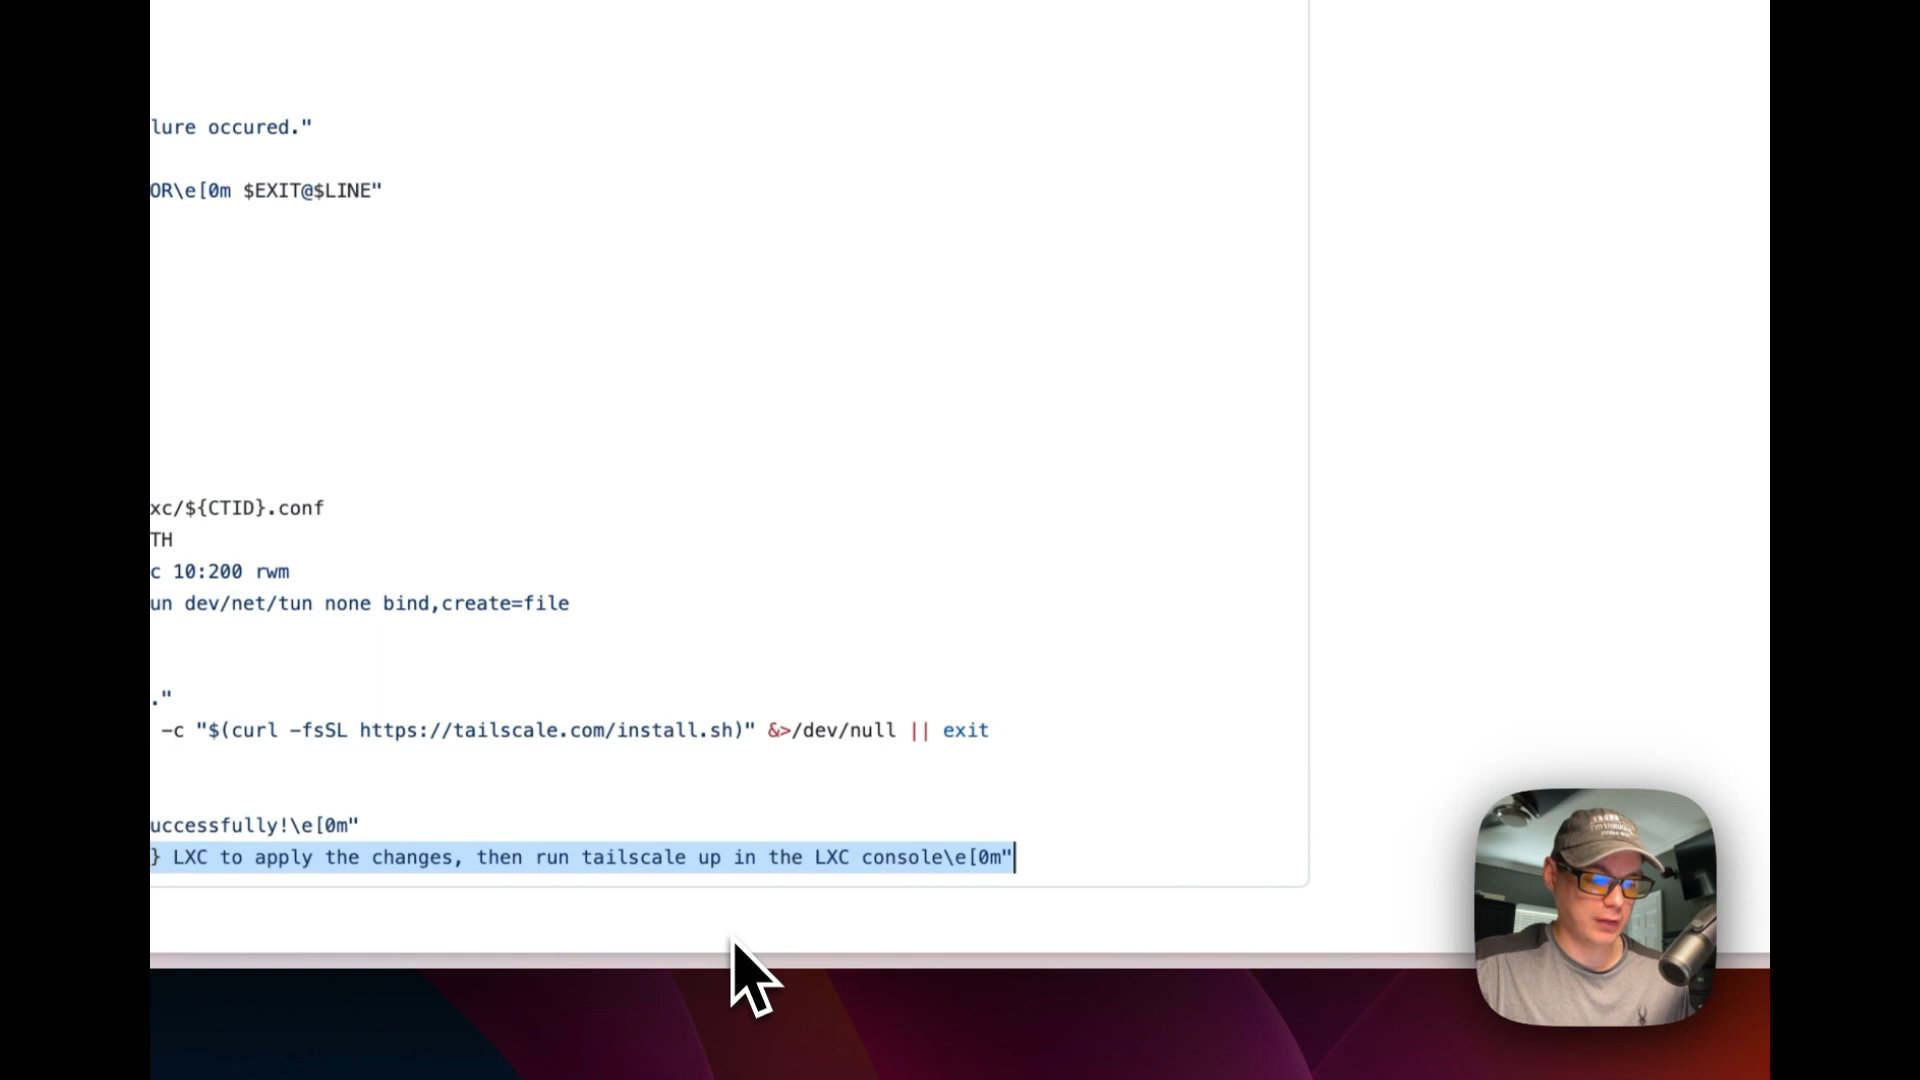 lure occured."
OR\e[0m $EXIT@$LINE"
xc/${CTID}.conf
TH
c 10:200 rwm
un dev/net/tun none bind,create=file
."
-c "$(curl -fsSL https://tailscale.com/install.sh)" &>/dev/null || exit
uccessfully!\e[0m"
} LXC to apply the changes, then run tailscale up in the LXC console\e[0m"